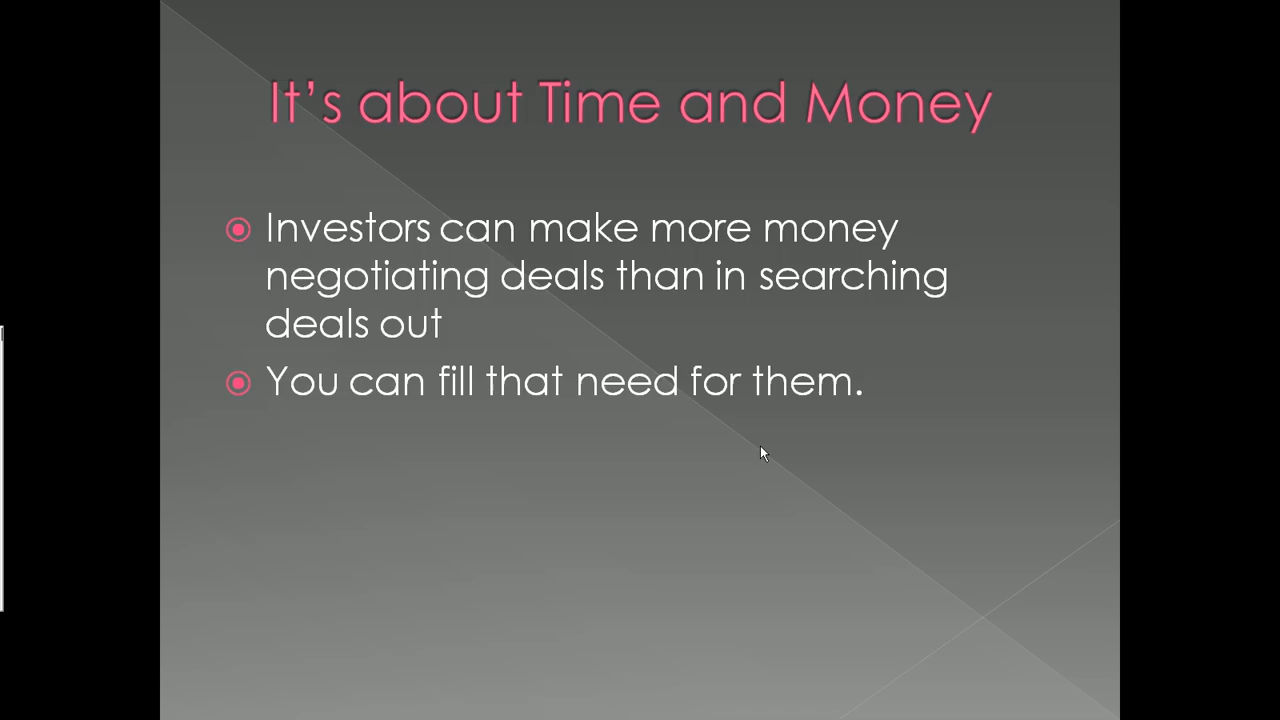 It's about Time and Money
Investors can make more money
negotiating deals than in searching
deals out
You can fill that need for them.